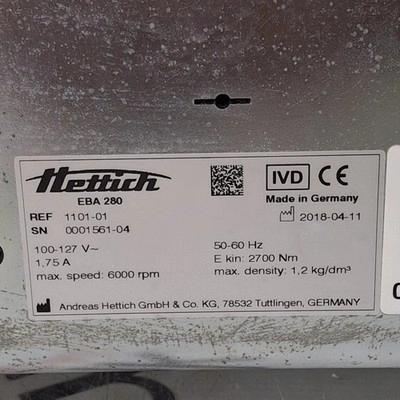 Hettich
EBA 280
IVD CE
Made in Germany
REF 1101-01
2018-04-11
SN 0001561-04
100-127 V~
50-60 Hz
1,75 A
E kin: 2700 Nm
max. speed: 6000 rpm
max. density: 1,2 kg/dm³
Andreas Hettich GmbH & Co. KG, 78532 Tuttlingen, GERMANY